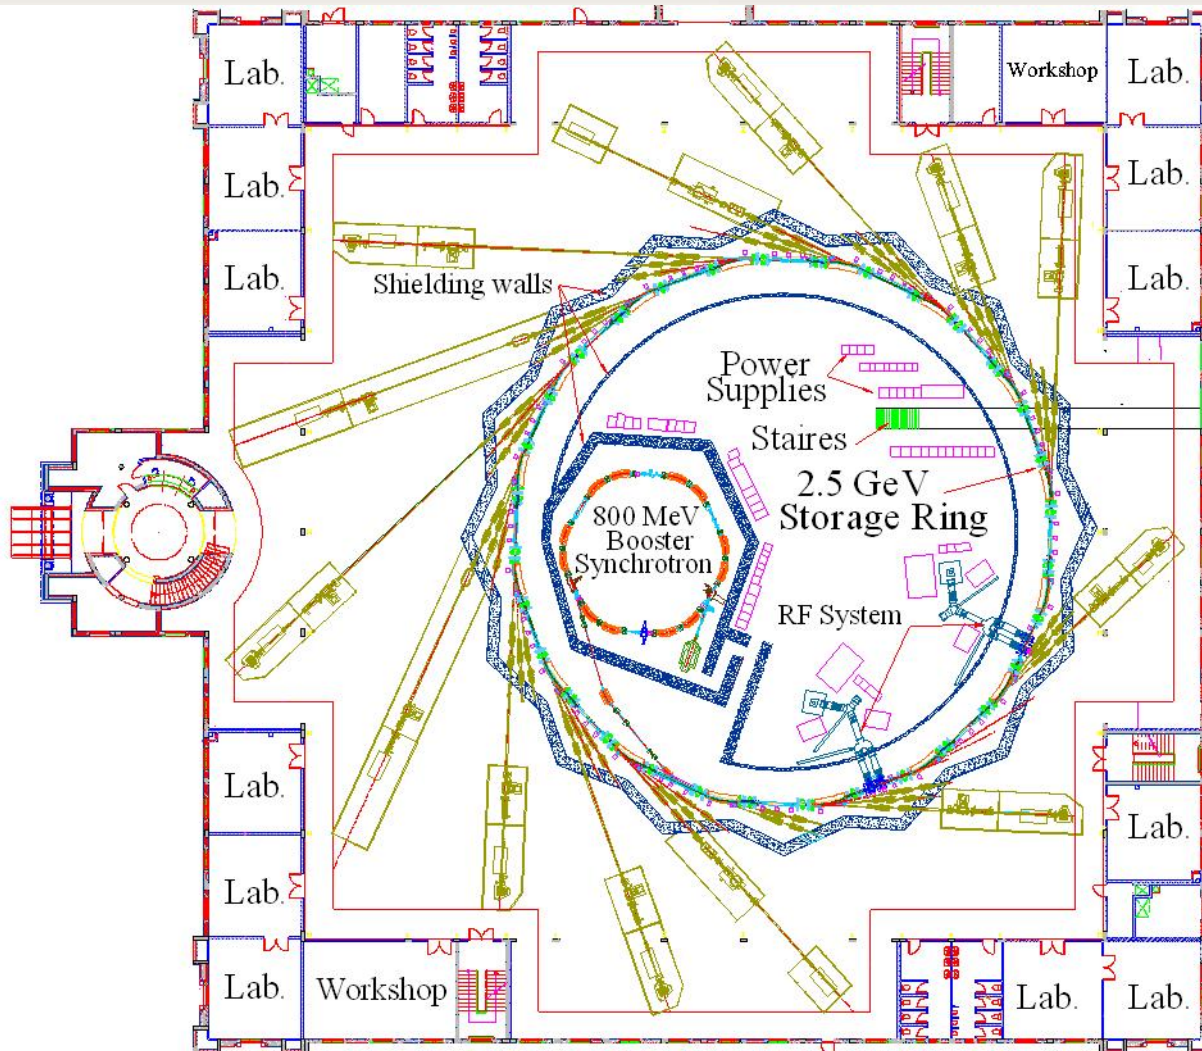 Lab.
Workshop
Lab.
Lab.
Lab.
Lab.
Lab.
Shielding walls
Power
Supplies
Staires
2.5 GeV
Storage Ring
800 MeV
Booster
Synchrotron
RF System
Lab.
Lab.
Lab.
Lab.
Workshop
Lab.
Lab.
Lab.